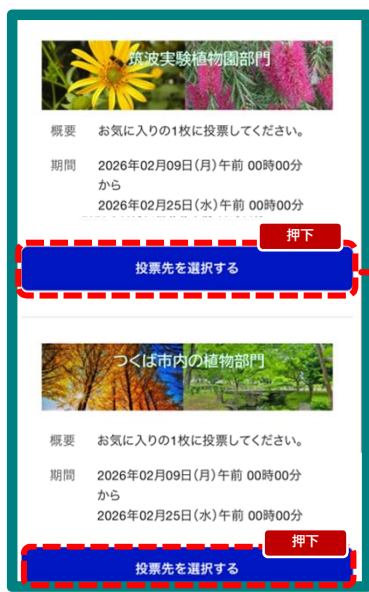 筑波実験植物園部門
概要 お気に入りの1枚に投票してください。
期間 2026年02月09日(月)午前 00時00分
から
2026年02月25日(水)午前 00時00分
押下
投票先を選択する
つくば市内の植物部門
概要 お気に入りの1枚に投票してください。
期間 2026年02月09日(月)午前 00時00分
から
2026年02月25日(水)午前 00時00分
押下
投票先を選択する